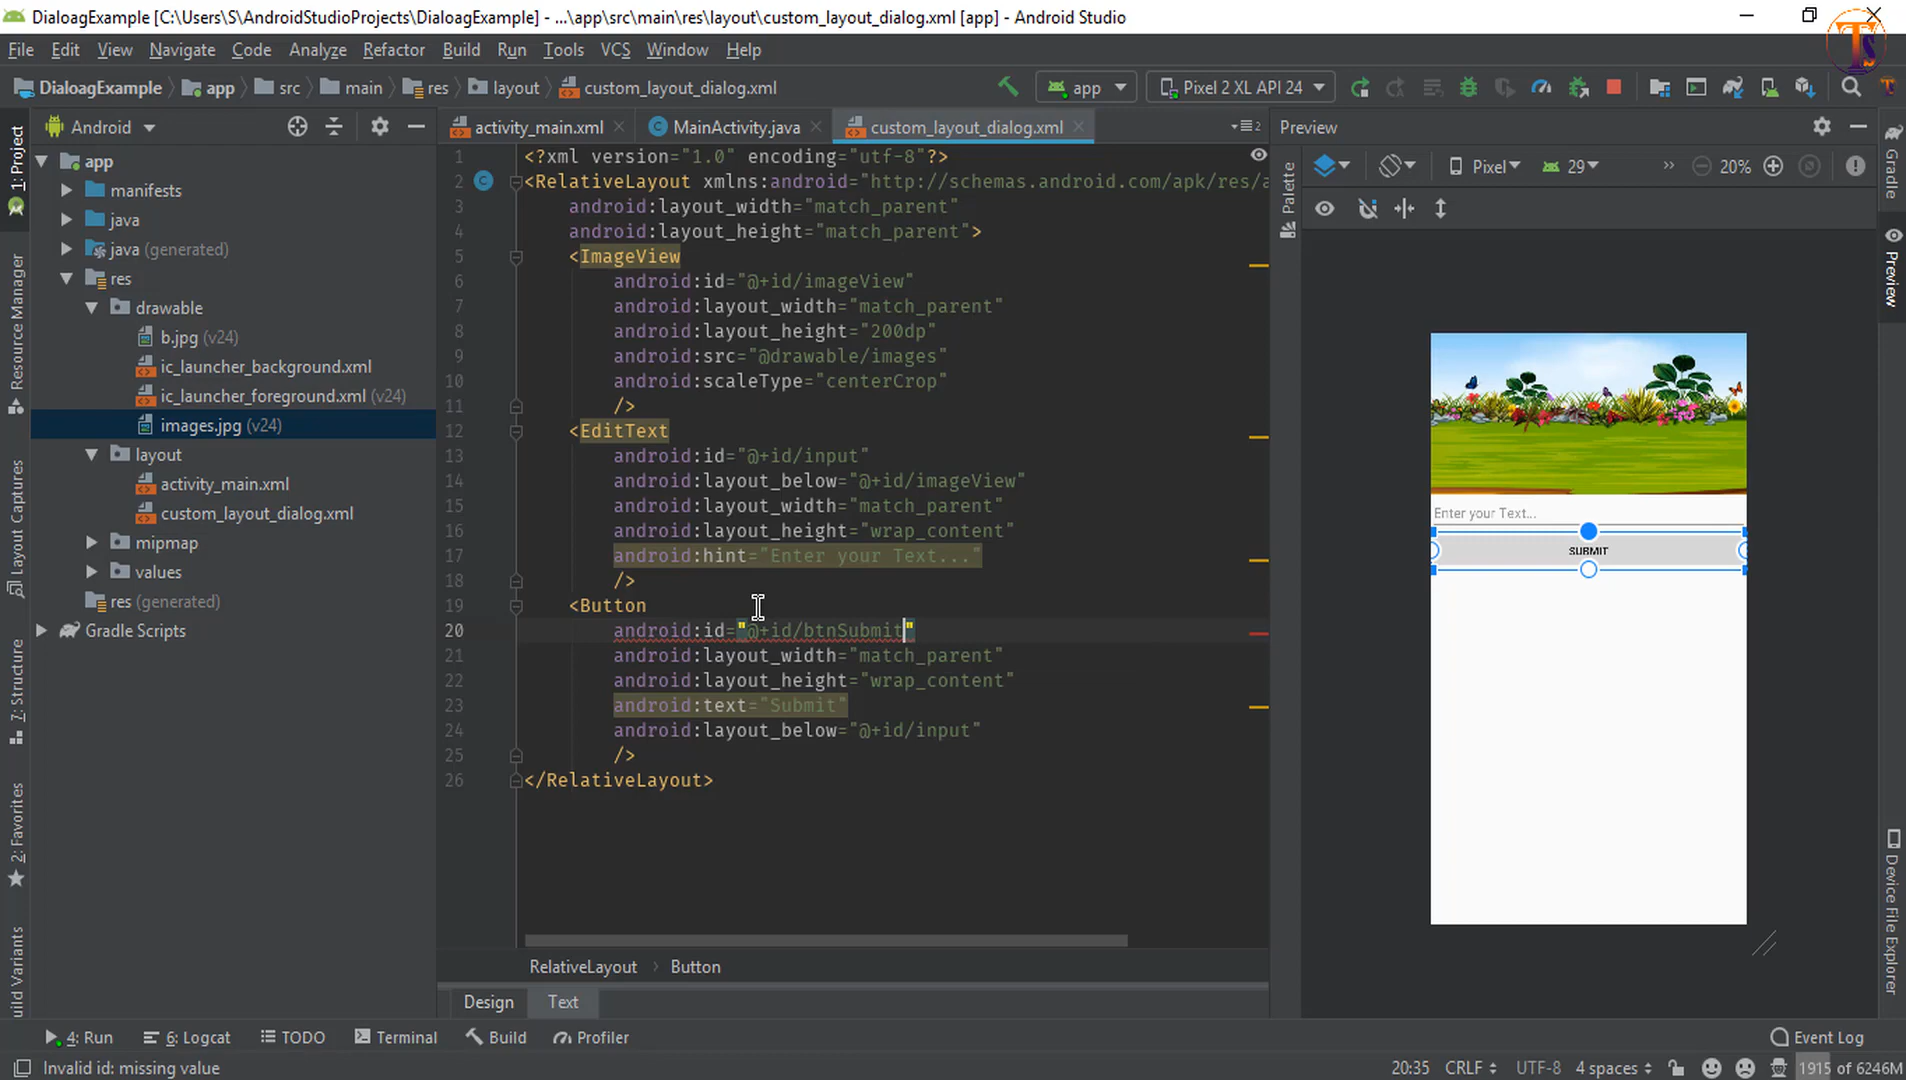 DialoagExample [C:\Users\S\AndroidStudioProjects\DialoagExample] - ...\app\src\main\res\layout\custom_layout_dialog.xml [app] - Android Studio
File Edit View Navigate Code Analyze Refactor Build Run Tools VCS Window Help
DialoagExample app src main res layout custom_layout_dialog.xml app Pixel 2 XL API 24
Android activity_main.xml MainActivity.java custom_layout_dialog.xml Preview
1: Project
Resource Manager
Layout Captures
7: Structure
2: Favorites
uild Variants
app
manifests
java
java (generated)
res
drawable
b.jpg (v24)
ic_launcher_background.xml
ic_launcher_foreground.xml (v24)
images.jpg (v24)
layout
activity_main.xml
custom_layout_dialog.xml
mipmap
values
res (generated)
Gradle Scripts
1 <?xml version="1.0" encoding="utf-8"?>
2 <RelativeLayout xmlns:android="http://schemas.android.com/apk/res/a
3 android:layout_width="match_parent"
4 android:layout_height="match_parent">
5 <ImageView
6 android:id="@+id/imageView"
7 android:layout_width="match_parent"
8 android:layout_height="200dp"
9 android:src="@drawable/images"
10 android:scaleType="centerCrop"
11 />
12 <EditText
13 android:id="@+id/input"
14 android:layout_below="@+id/imageView"
15 android:layout_width="match_parent"
16 android:layout_height="wrap_content"
17 android:hint="Enter your Text..."
18 />
19 <Button
20 android:id="@+id/btnSubmit"
21 android:layout_width="match_parent"
22 android:layout_height="wrap_content"
23 android:text="Submit"
24 android:layout_below="@+id/input"
25 />
26 </RelativeLayout>
RelativeLayout Button
Design Text
Palette
Pixel 29 » 20%
Enter your Text...
SUBMIT
Gradle
Preview
Device File Explorer
TS
4: Run 6: Logcat TODO Terminal Build Profiler Event Log
Invalid id: missing value 20:35 CRLF UTF-8 4 spaces 1915 of 6246M